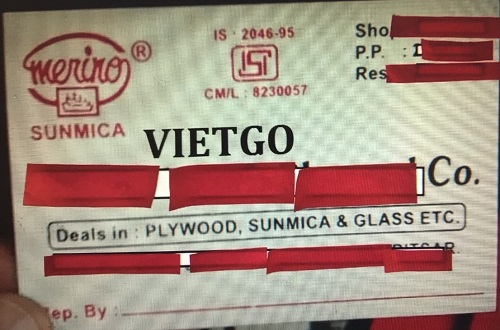 merino ®
SUNMICA
IS : 2046-95
ISI
CM/L : 8230057
Sho
P.P. :
Res
VIETGO
Co.
Deals in : PLYWOOD, SUNMICA & GLASS ETC.
ep. By :